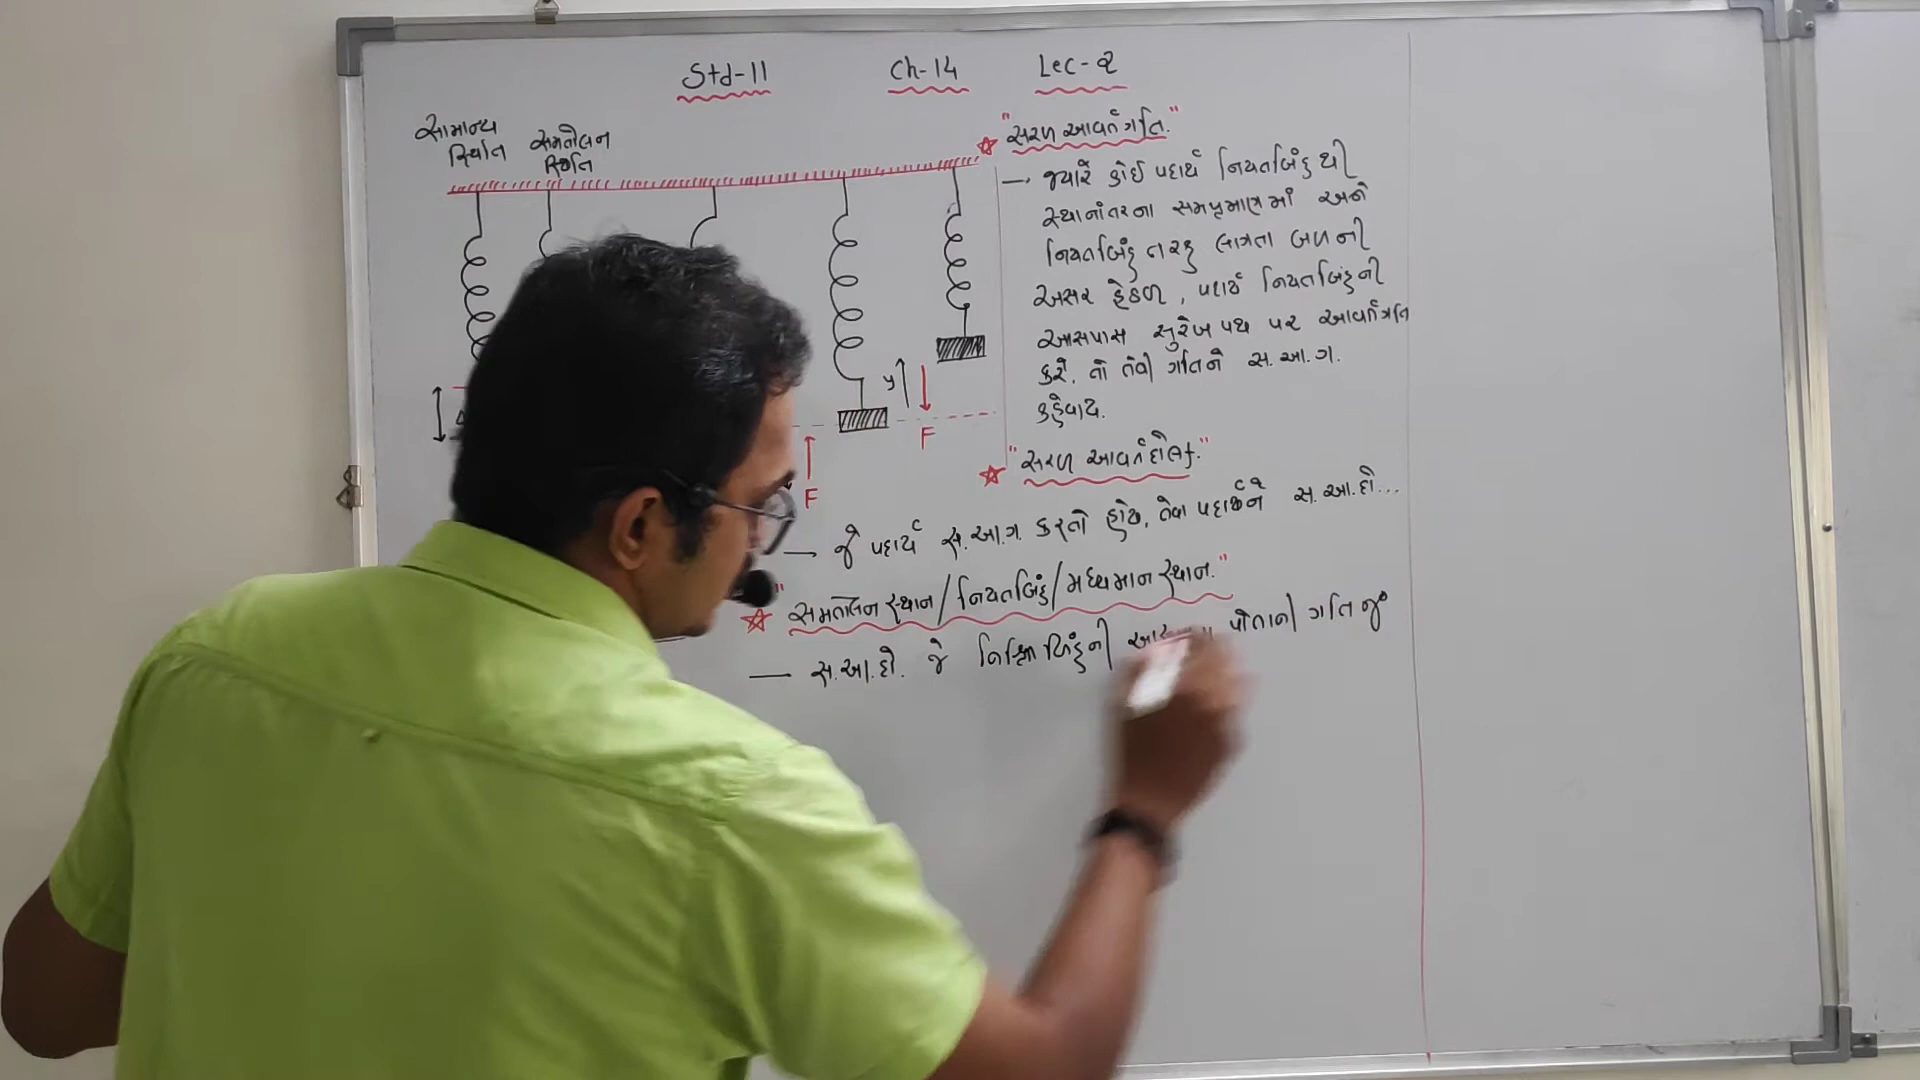 Std-11 Ch-14 Lec-2
સામાન્ય સ્થિતિ
સમતોલન સ્થિતિ
"સરળ આવર્તગતિ."
→ જ્યારે કોઈ પદાર્થ નિયતબિંદુથી
સ્થાનાંતરના સમપ્રમાણમાં અને
નિયતબિંદુ તરફ લાગતા બળની
અસર હેઠળ, પદાર્થ નિયતબિંદુની
આસપાસ સુરેખ પથ પર આવર્તગતિ
કરે, તો તેવી ગતિને સ.આ.ગ.
કહેવાય.
y
F
F
"સરળ આવર્તદોલક."
→ જે પદાર્થ સ.આ.ગ. કરતો હોય, તેવા પદાર્થને સ.આ.દો...
"સમતોલન સ્થાન/નિયતબિંદુ/મધ્યમાન સ્થાન."
— સ.આ.દો. જે બિંદુની પોતાની ગતિ